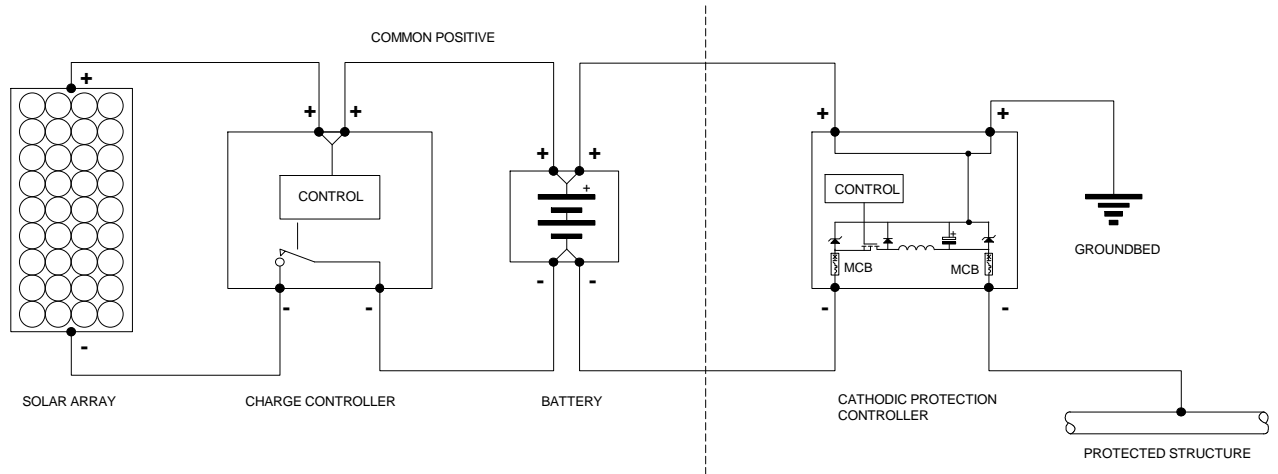 COMMON POSITIVE
+
+ +
+ +
+ +
+
CONTROL
CONTROL
+
MCB MCB
GROUNDBED
- -
- -
- -
-
SOLAR ARRAY CHARGE CONTROLLER BATTERY
CATHODIC PROTECTION
CONTROLLER
PROTECTED STRUCTURE